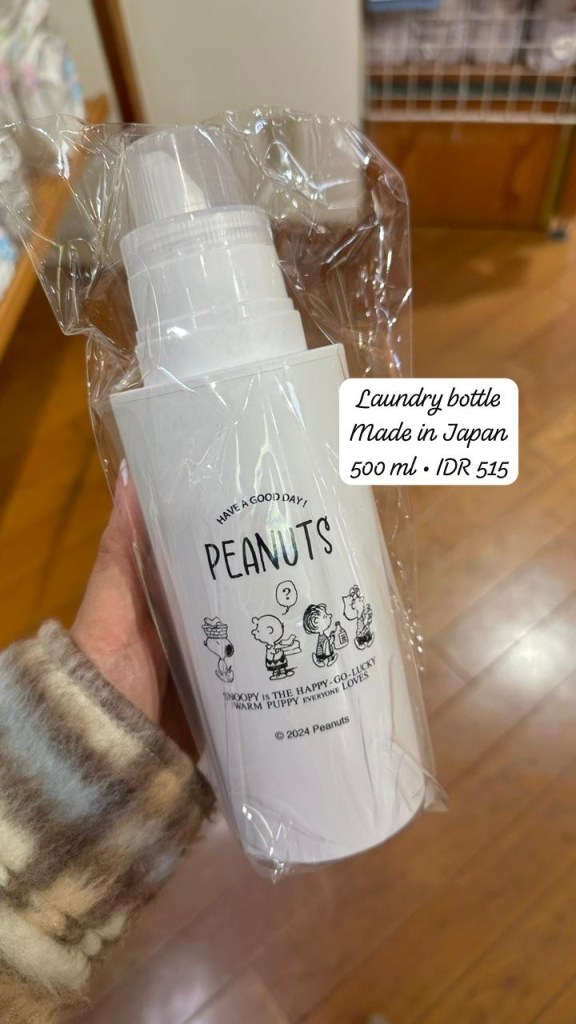 Laundry bottle
Made in Japan
500 ml • IDR 515
HAVE A GOOD DAY!
PEANUTS
?
SNOOPY IS THE HAPPY-GO-LUCKY
WARM PUPPY EVERYONE LOVES
© 2024 Peanuts